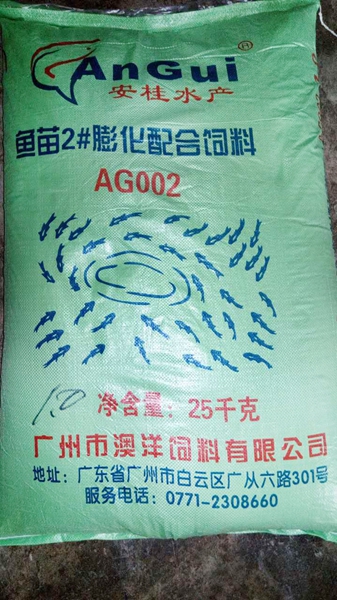 AnGui®
安桂水产
鱼苗2#膨化配合饲料
AG002
1.0
净含量：25千克
广州市澳洋饲料有限公司
地址：广东省广州市白云区广从六路301号
服务电话：0771-2308660